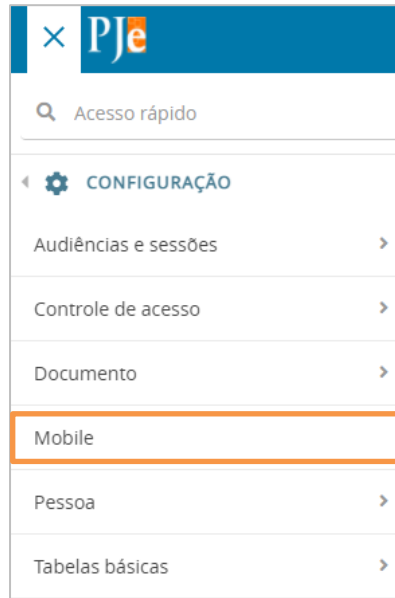 PJe
Acesso rápido
CONFIGURAÇÃO
Audiências e sessões
Controle de acesso
Documento
Mobile
Pessoa
Tabelas básicas